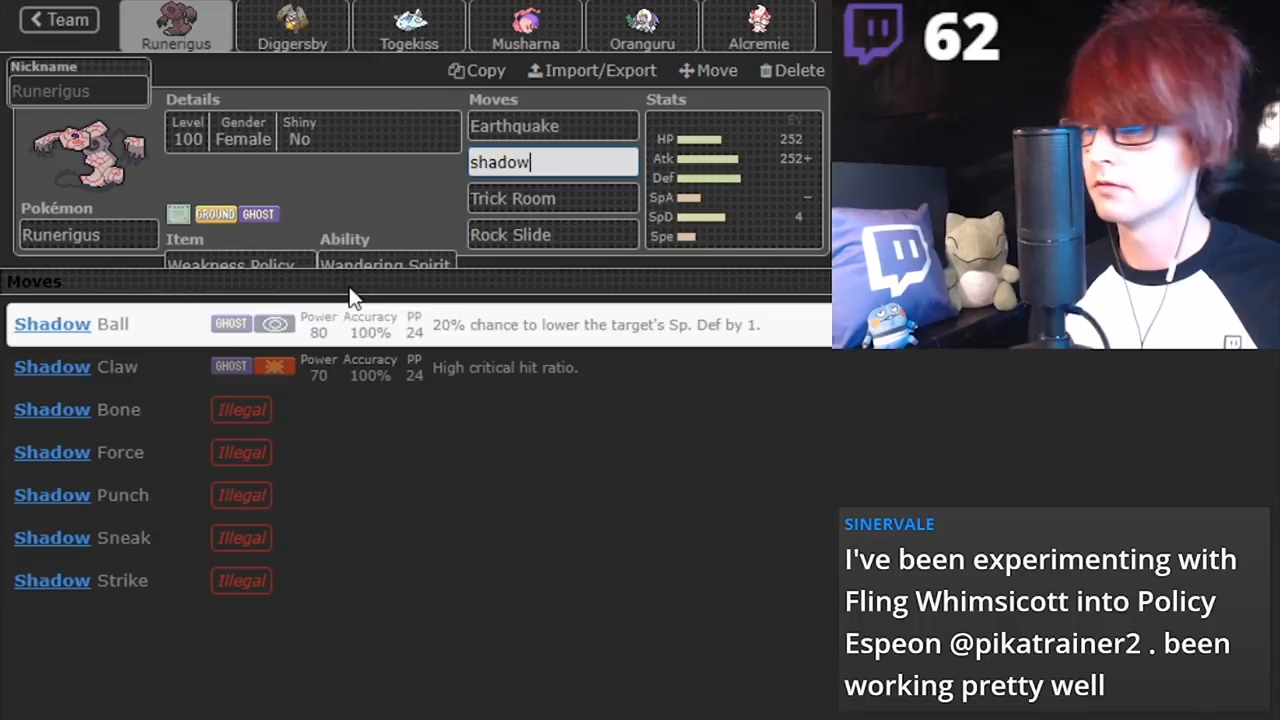 Team
Runerigus
Diggersby
Togekiss
Musharna
Oranguru
Alcremie
62
Copy
Import/Export
Move
Delete
Nickname
Runerigus
Details
Level
100
Gender
Female
Shiny
No
Pokémon
Runerigus
GROUND GHOST
Item
Weakness Policy
Ability
Wandering Spirit
Moves
Earthquake
shadow
Trick Room
Rock Slide
Stats
EV
HP 252
Atk 252+
Def
SpA –
SpD 4
Spe
Moves
Shadow Ball GHOST Power 80 Accuracy 100% PP 24 20% chance to lower the target's Sp. Def by 1.
Shadow Claw GHOST Power 70 Accuracy 100% PP 24 High critical hit ratio.
Shadow Bone Illegal
Shadow Force Illegal
Shadow Punch Illegal
Shadow Sneak Illegal
Shadow Strike Illegal
SINERVALE
I've been experimenting with
Fling Whimsicott into Policy
Espeon @pikatrainer2 . been
working pretty well